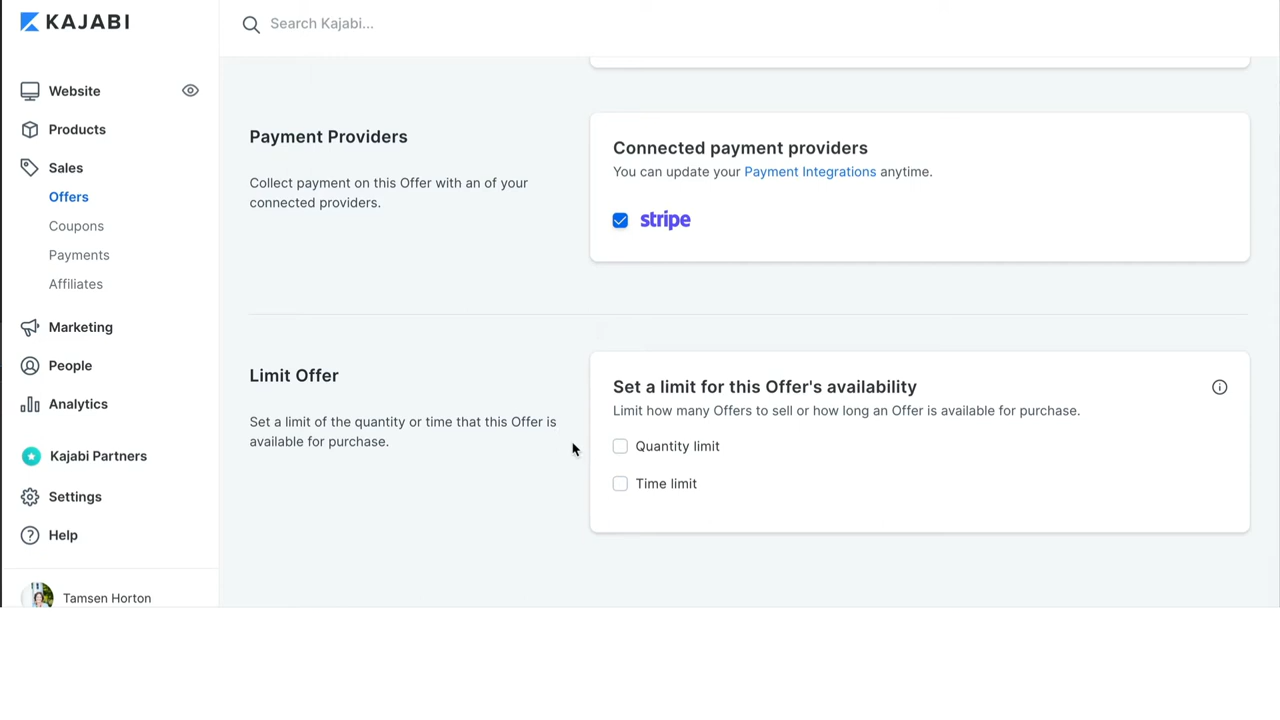 KAJABI
Search Kajabi...
Website
Products
Sales
Offers
Coupons
Payments
Affiliates
Marketing
People
Analytics
Kajabi Partners
Settings
Help
Tamsen Horton
Payment Providers
Collect payment on this Offer with an of your
connected providers.
Connected payment providers
You can update your Payment Integrations anytime.
stripe
Limit Offer
Set a limit of the quantity or time that this Offer is
available for purchase.
Set a limit for this Offer's availability
Limit how many Offers to sell or how long an Offer is available for purchase.
Quantity limit
Time limit